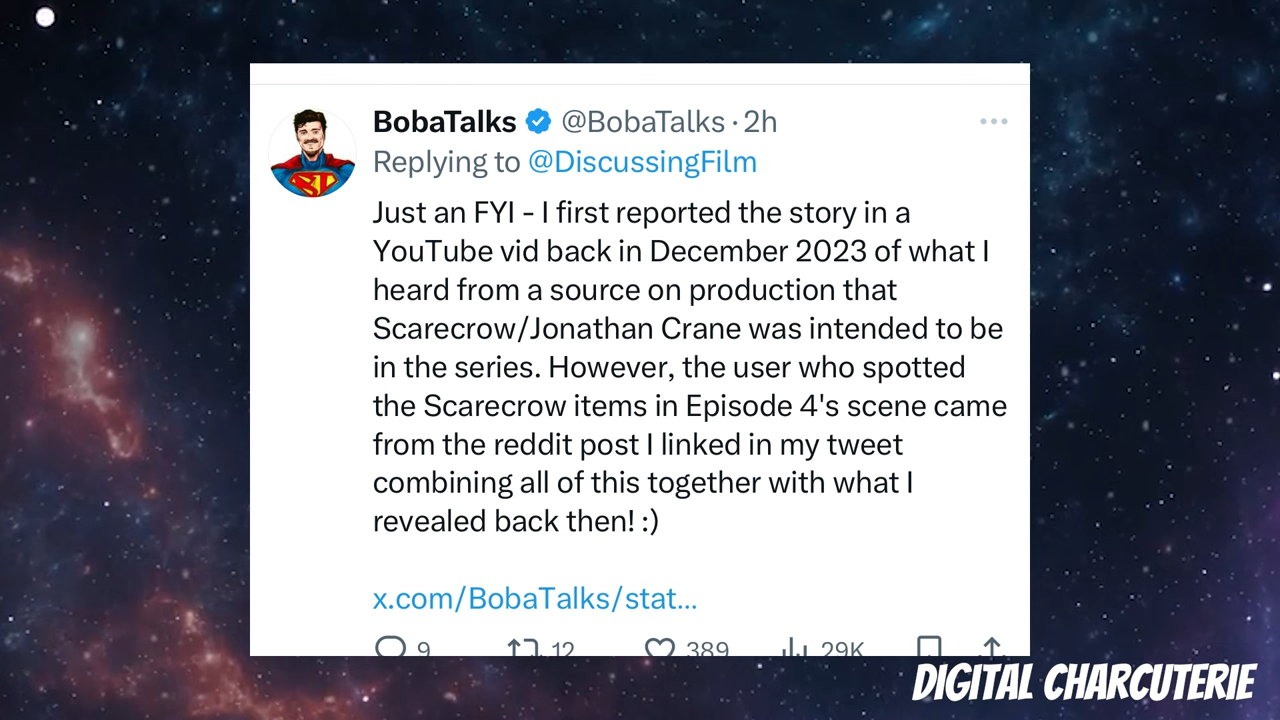 BobaTalks @BobaTalks · 2h
Replying to @DiscussingFilm
Just an FYI - I first reported the story in a
YouTube vid back in December 2023 of what I
heard from a source on production that
Scarecrow/Jonathan Crane was intended to be
in the series. However, the user who spotted
the Scarecrow items in Episode 4's scene came
from the reddit post I linked in my tweet
combining all of this together with what I
revealed back then! :)
x.com/BobaTalks/stat...
9 12 389 29K
DIGITAL CHARCUTERIE